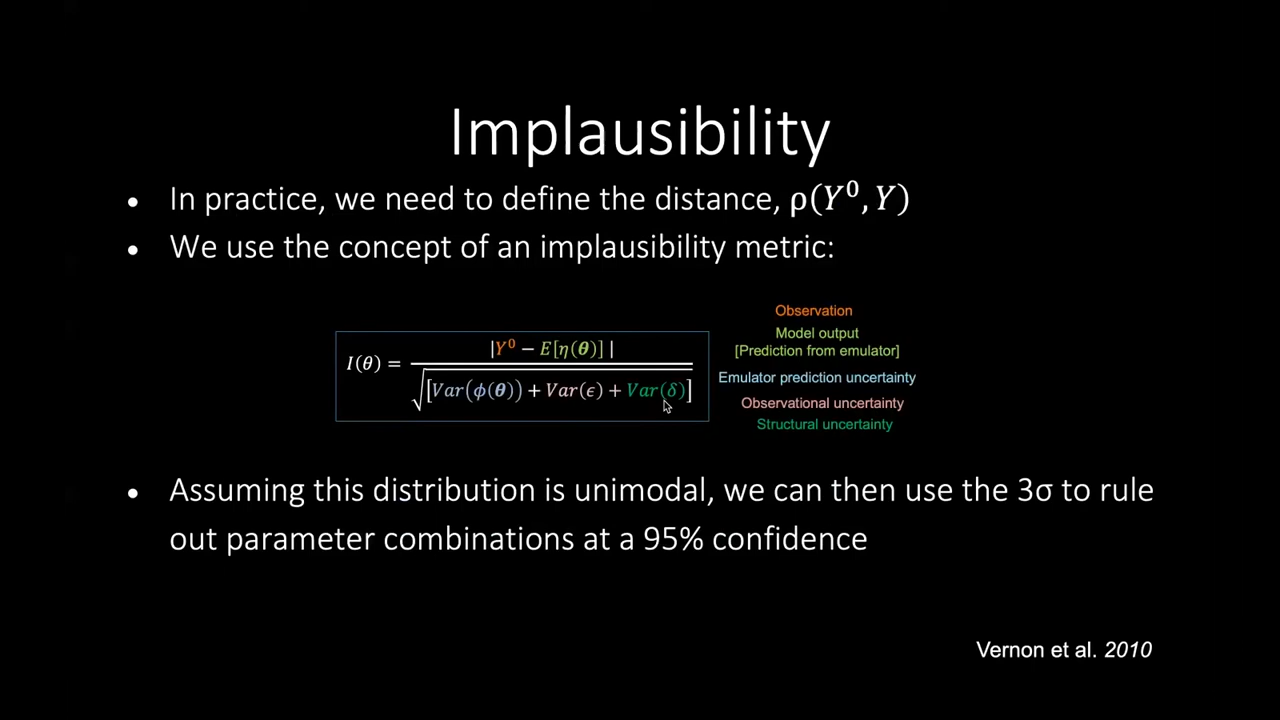 Implausibility
• In practice, we need to define the distance, ρ(Y⁰, Y)
• We use the concept of an implausibility metric:
I(θ) = |Y⁰ − E[η(θ)] | / √[Var(ϕ(θ)) + Var(ϵ) + Var(δ)]
Observation
Model output
[Prediction from emulator]
Emulator prediction uncertainty
Observational uncertainty
Structural uncertainty
• Assuming this distribution is unimodal, we can then use the 3σ to rule
out parameter combinations at a 95% confidence
Vernon et al. 2010